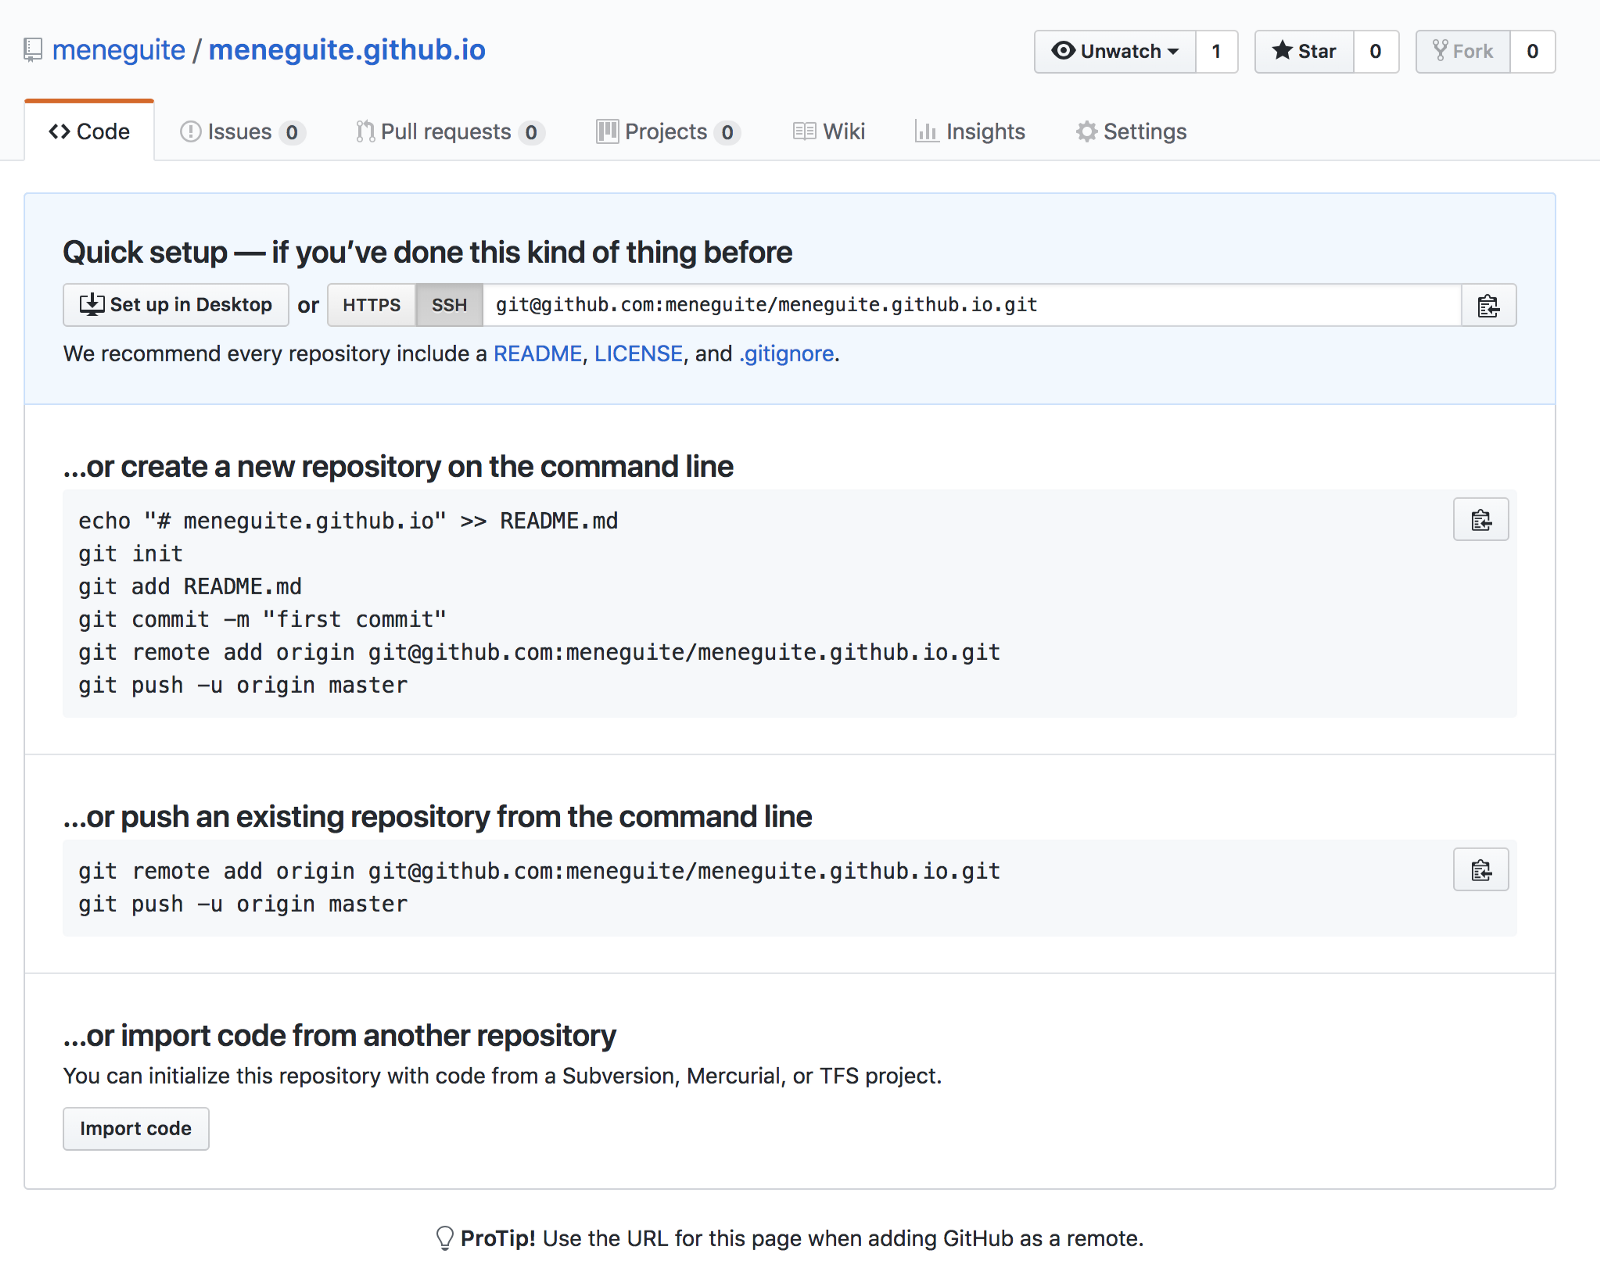 meneguite / meneguite.github.io
Unwatch 1 Star 0 Fork 0
Code Issues 0 Pull requests 0 Projects 0 Wiki Insights Settings
Quick setup — if you’ve done this kind of thing before
Set up in Desktop or HTTPS SSH git@github.com:meneguite/meneguite.github.io.git
We recommend every repository include a README, LICENSE, and .gitignore.
…or create a new repository on the command line
echo "# meneguite.github.io" >> README.md
git init
git add README.md
git commit -m "first commit"
git remote add origin git@github.com:meneguite/meneguite.github.io.git
git push -u origin master
…or push an existing repository from the command line
git remote add origin git@github.com:meneguite/meneguite.github.io.git
git push -u origin master
…or import code from another repository
You can initialize this repository with code from a Subversion, Mercurial, or TFS project.
Import code
ProTip! Use the URL for this page when adding GitHub as a remote.